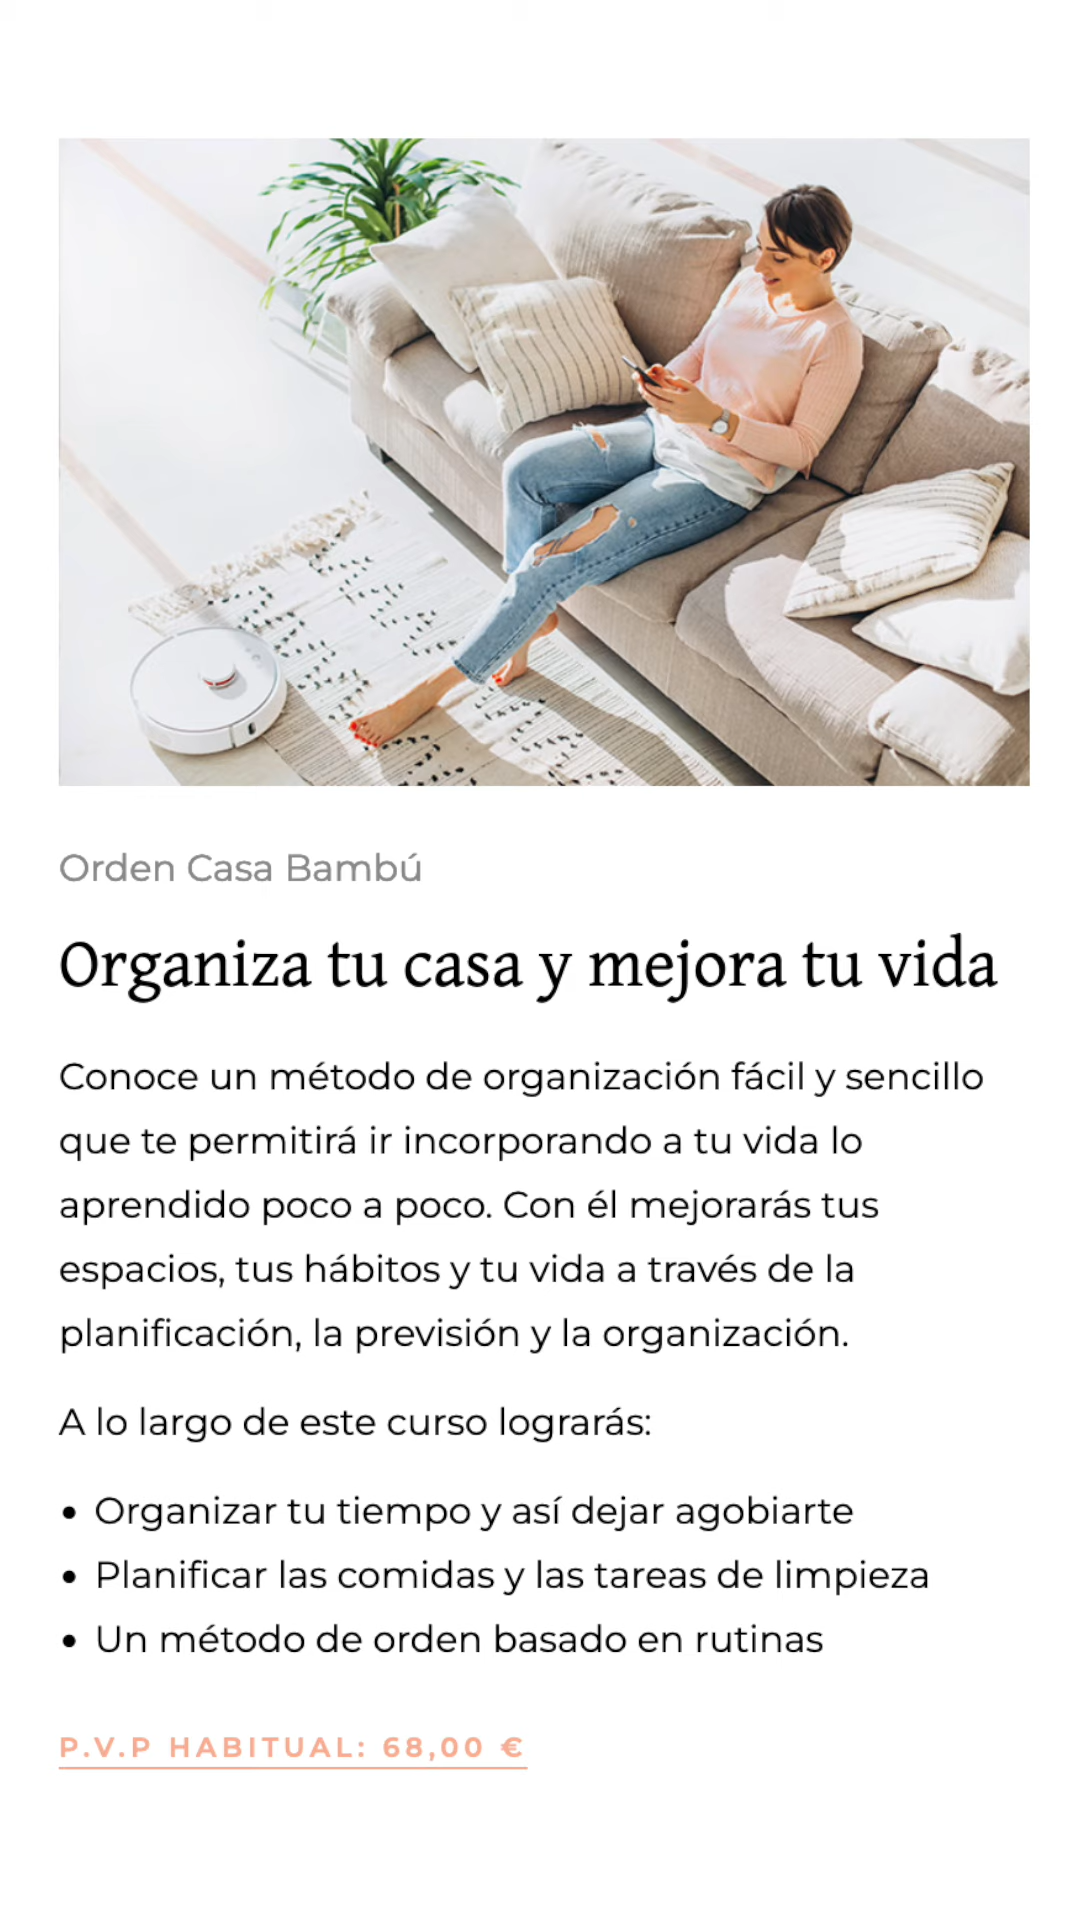 Orden Casa Bambú
Organiza tu casa y mejora tu vida
Conoce un método de organización fácil y sencillo
que te permitirá ir incorporando a tu vida lo
aprendido poco a poco. Con él mejorarás tus
espacios, tus hábitos y tu vida a través de la
planificación, la previsión y la organización.
A lo largo de este curso lograrás:
• Organizar tu tiempo y así dejar agobiarte
• Planificar las comidas y las tareas de limpieza
• Un método de orden basado en rutinas
P.V.P HABITUAL: 68,00 €